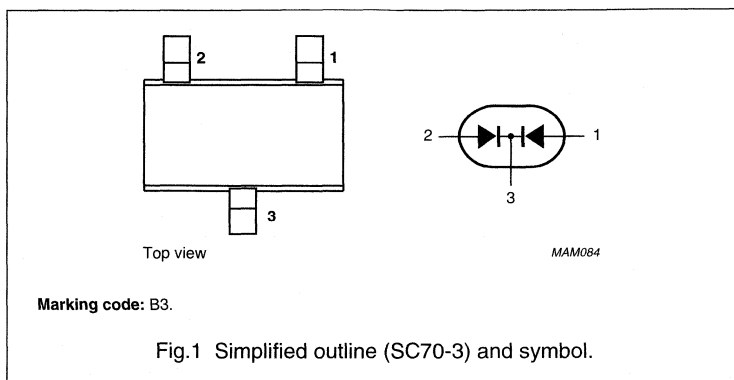 2
1
3
Top view
2
1
3
MAM084
Marking code: B3.
Fig.1 Simplified outline (SC70-3) and symbol.